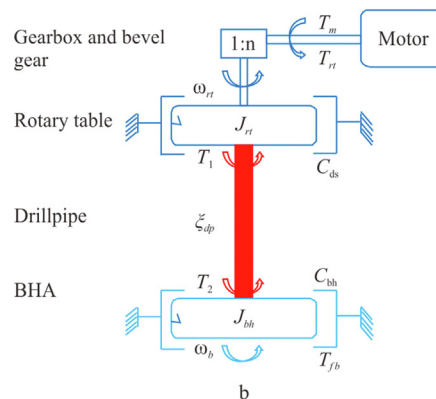 Gearbox and bevel
gear
1:n
T_m
T_rt
Motor
ω_rt
Rotary table
J_rt
T_1
C_ds
Drillpipe
ξ_dp
BHA
T_2
C_bh
J_bh
ω_b
T_fb
b